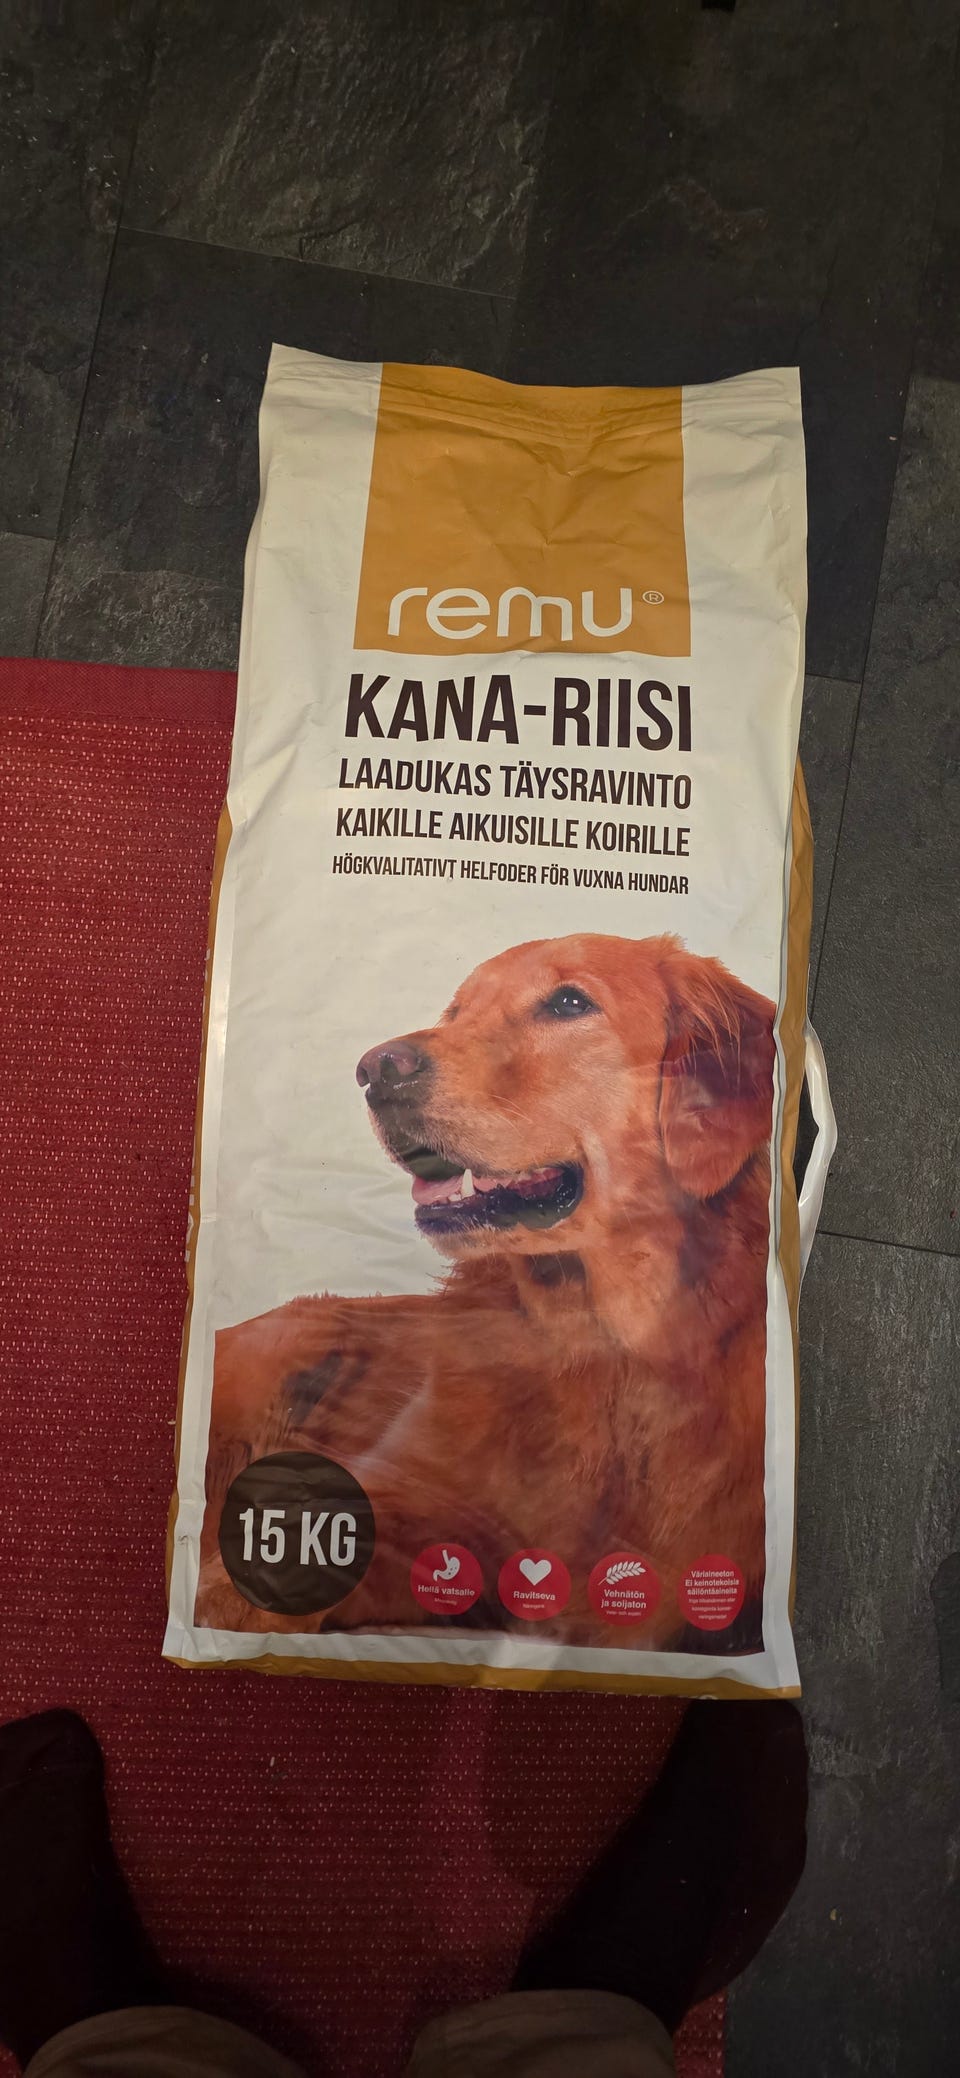 remu®
KANA-RIISI
LAADUKAS TÄYSRAVINTO
KAIKILLE AIKUISILLE KOIRILLE
HÖGKVALITATIVT HELFODER FÖR VUXNA HUNDAR
15 KG
Hellä vatsalle
Ravitseva
Vehnätön
ja soijaton
Väriaineeton
Ei keinotekoisia
säilöntäaineita